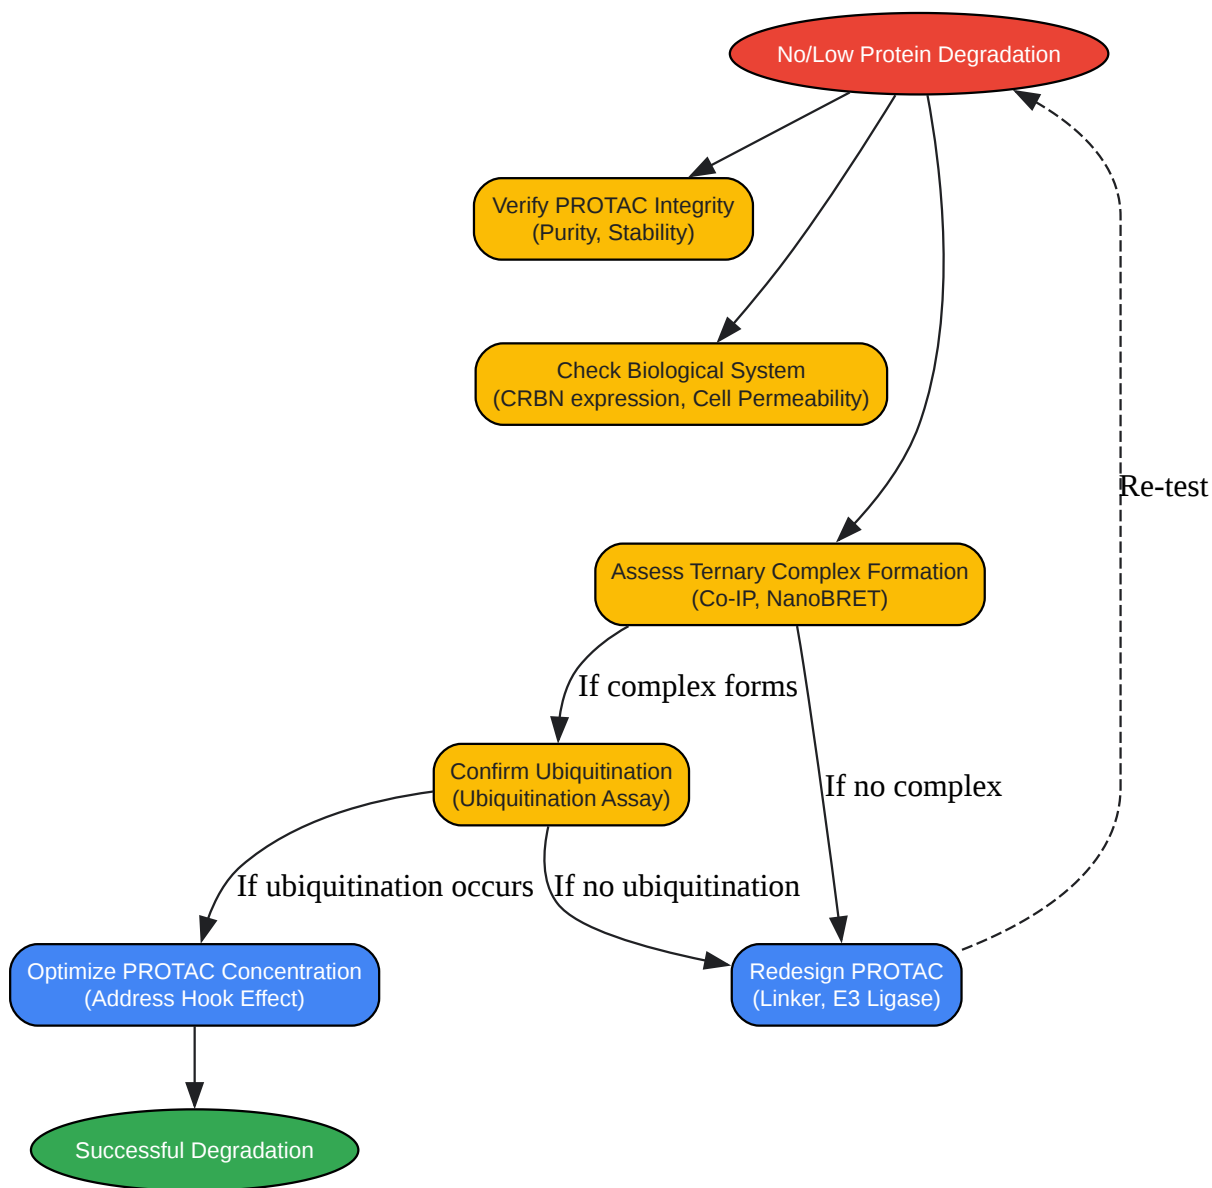 No/Low Protein Degradation
Verify PROTAC Integrity
(Purity, Stability)
Check Biological System
(CRBN expression, Cell Permeability)
Re-test
Assess Ternary Complex Formation
(Co-IP, NanoBRET)
If complex forms
Confirm Ubiquitination
(Ubiquitination Assay)
If no complex
If ubiquitination occurs
If no ubiquitination
Optimize PROTAC Concentration
(Address Hook Effect)
Redesign PROTAC
(Linker, E3 Ligase)
Successful Degradation